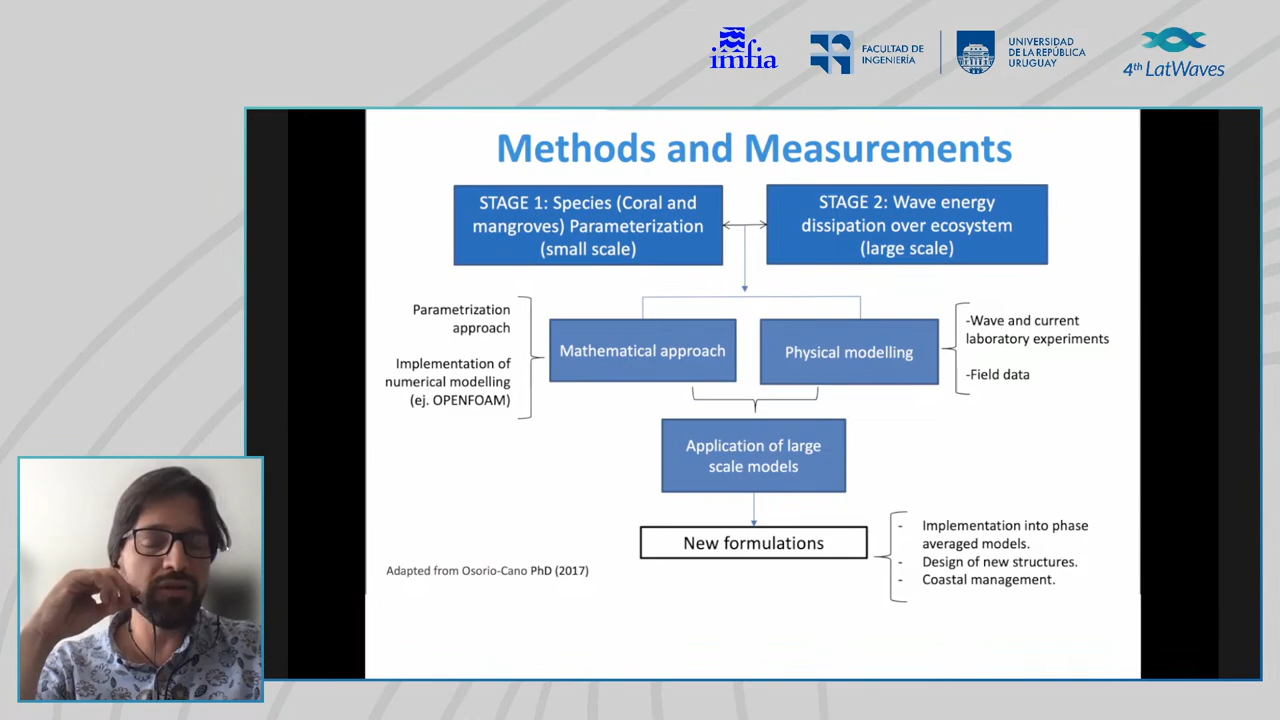 imfia
FACULTAD DE
INGENIERÍA
UNIVERSIDAD
DE LA REPÚBLICA
URUGUAY
4th LatWaves
Methods and Measurements
STAGE 1: Species (Coral and
mangroves) Parameterization
(small scale)
STAGE 2: Wave energy
dissipation over ecosystem
(large scale)
Parametrization
approach
Implementation of
numerical modelling
(ej. OPENFOAM)
Mathematical approach
Physical modelling
-Wave and current
laboratory experiments
-Field data
Application of large
scale models
New formulations
- Implementation into phase
averaged models.
- Design of new structures.
- Coastal management.
Adapted from Osorio-Cano PhD (2017)